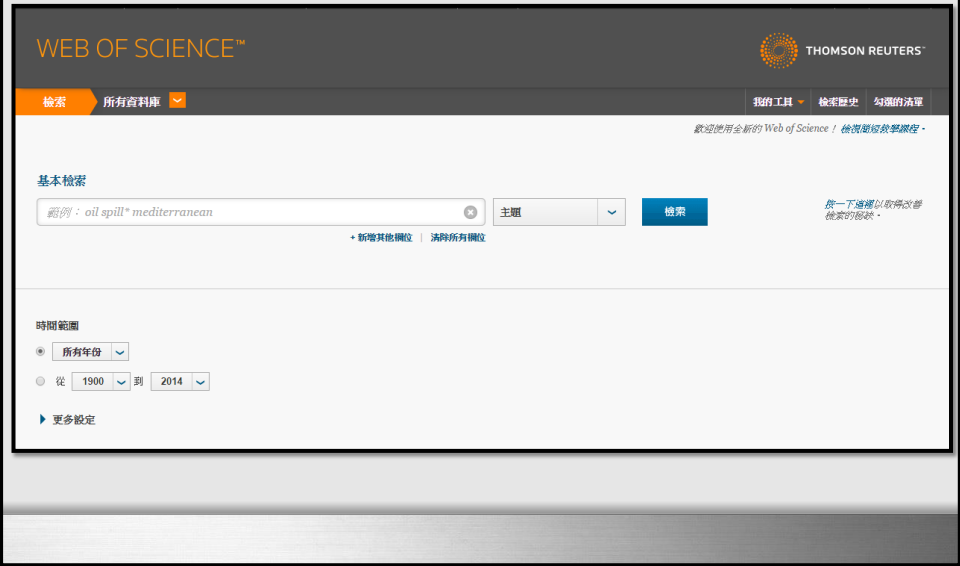 WEB OF SCIENCE™
THOMSON REUTERS™
檢索 所有資料庫 我的工具 檢索歷史 勾選的清單
歡迎使用全新的 Web of Science！ 檢視簡短教學課程。
基本檢索
範例： oil spill* mediterranean 主題 檢索 按一下這裡以取得改善
檢索的秘訣。
+ 新增其他欄位 | 清除所有欄位
時間範圍
所有年份
從 1900 到 2014
更多設定